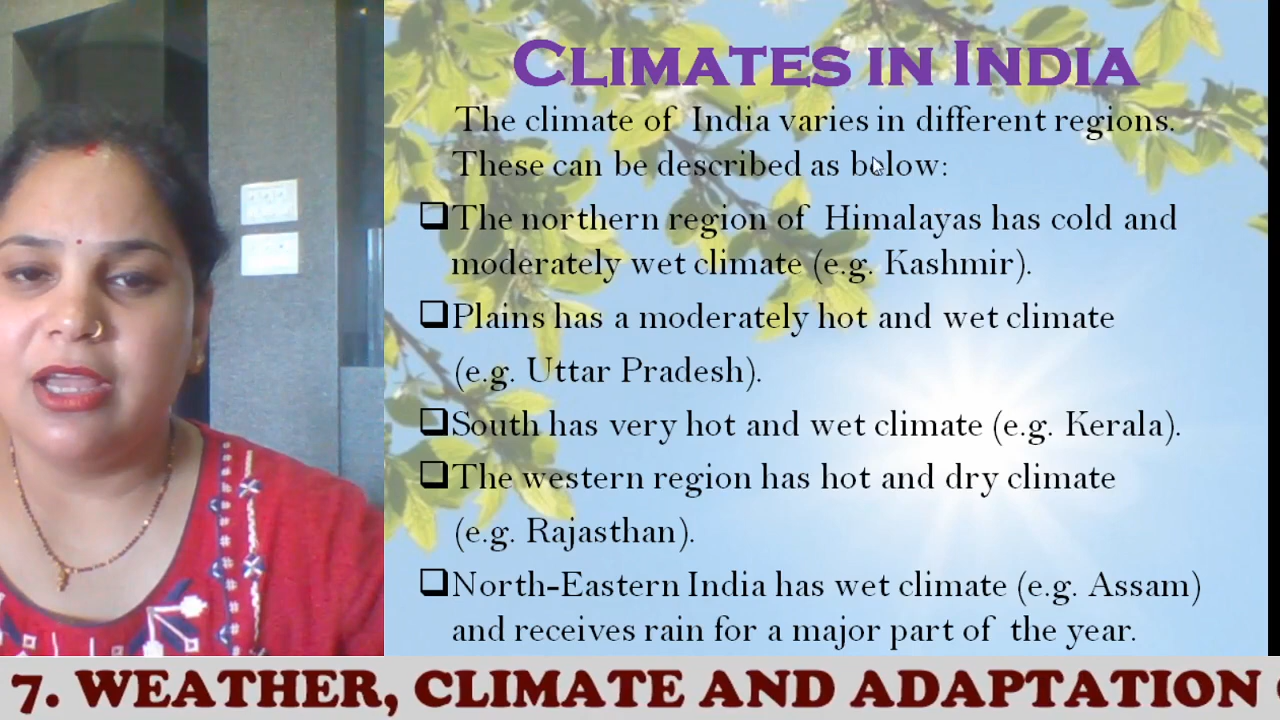 CLIMATES IN INDIA
The climate of India varies in different regions.
These can be described as below:
The northern region of Himalayas has cold and
moderately wet climate (e.g. Kashmir).
Plains has a moderately hot and wet climate
(e.g. Uttar Pradesh).
South has very hot and wet climate (e.g. Kerala).
The western region has hot and dry climate
(e.g. Rajasthan).
North-Eastern India has wet climate (e.g. Assam)
and receives rain for a major part of the year.
7. WEATHER, CLIMATE AND ADAPTATION